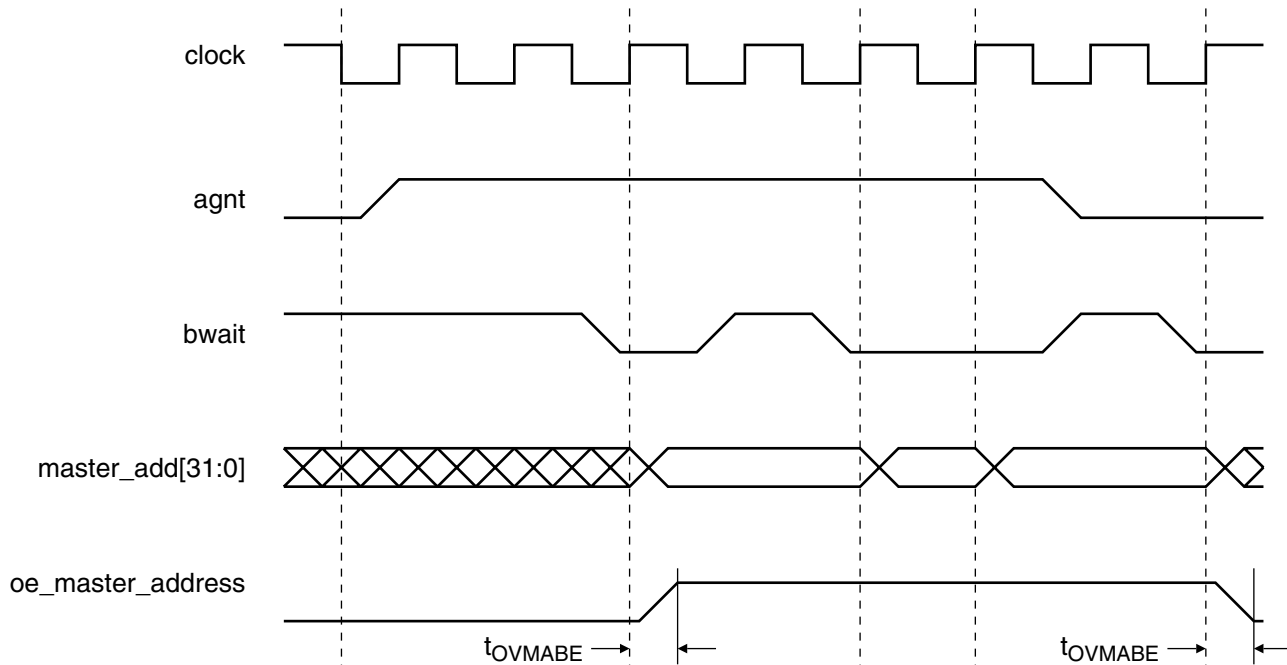 clock
agnt
bwait
master_add[31:0]
oe_master_address
tOVMABE
tOVMABE